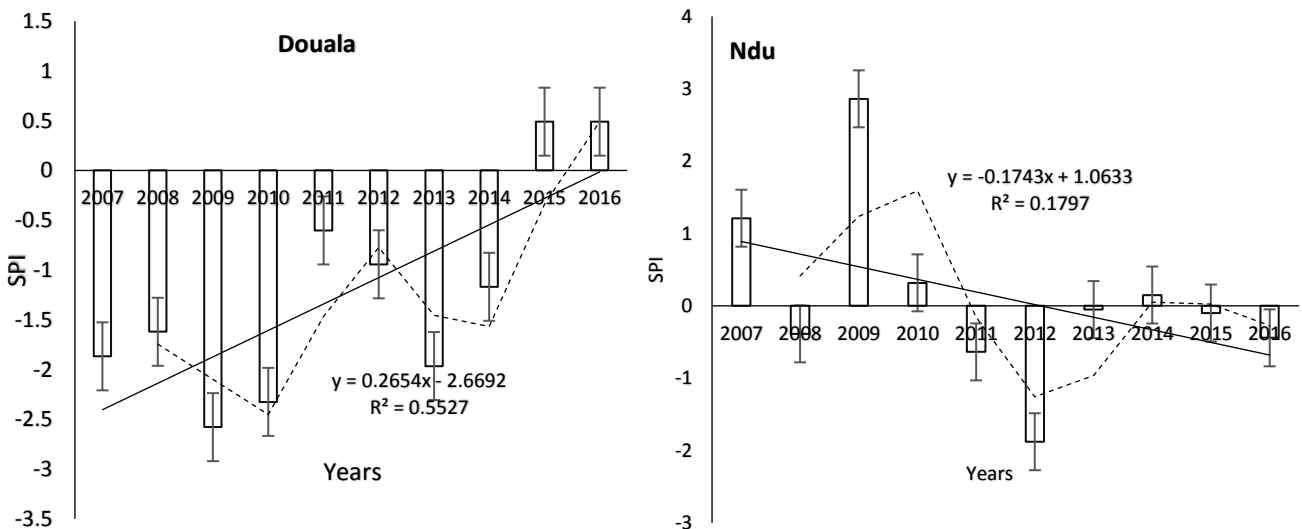 Douala
1.5
1
0.5
0
-0.5
-1
-1.5
-2
-2.5
-3
-3.5
SPI
2007 2008 2009 2010 2011 2012 2013 2014 2015 2016
y = 0.2654x - 2.6692
R² = 0.5527
Years
Ndu
4
3
2
1
0
-1
-2
-3
SPI
y = -0.1743x + 1.0633
R² = 0.1797
2007 2008 2009 2010 2011 2012 2013 2014 2015 2016
Years